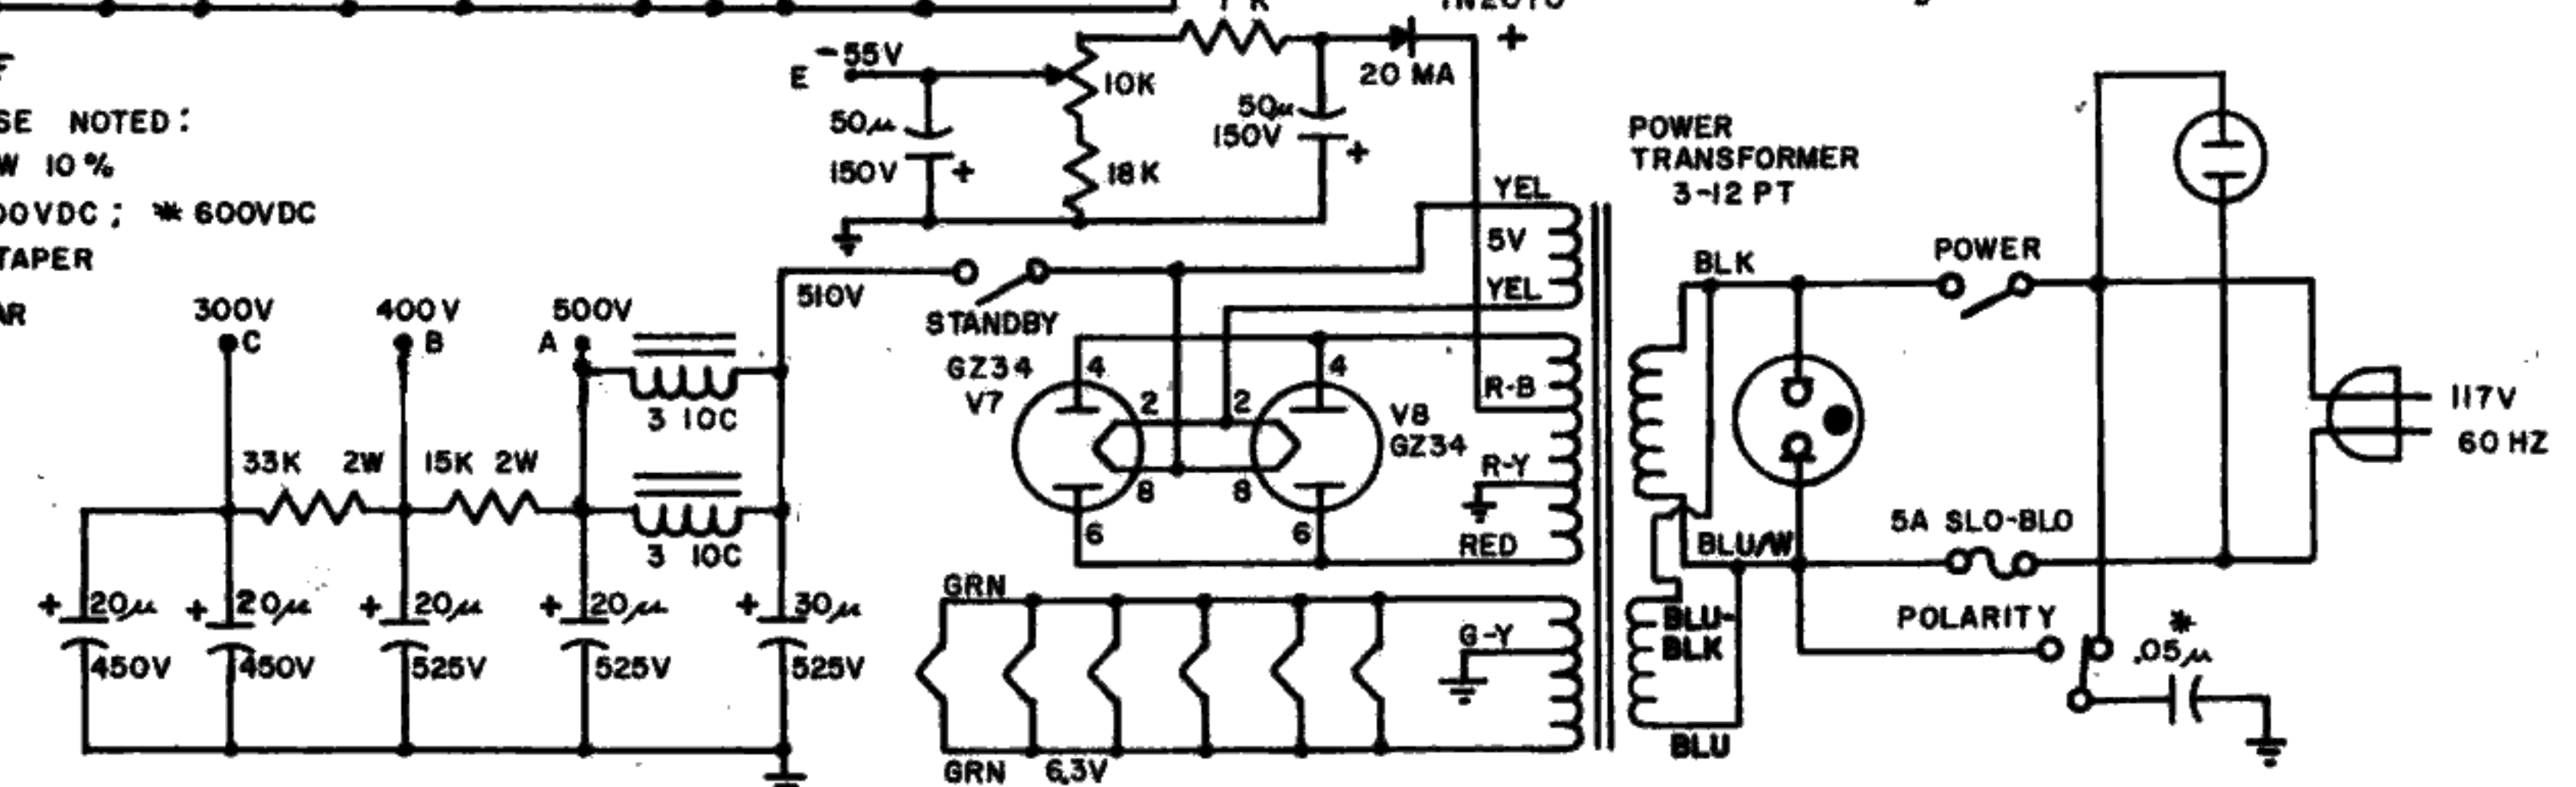 -55V
E
10K
20 MA
+
50µ
150V
+
18K
50µ
150V
+
SE NOTED:
W 10%
00VDC; * 600VDC
TAPER
AR
POWER
TRANSFORMER
3-12 PT
YEL
5V
YEL
R-B
R-Y
RED
BLK
POWER
510V
STANDBY
300V
C
400V
B
500V
A
3 10C
3 10C
GZ34
V7
4
2
8
6
2
4
8
6
V8
GZ34
117V
60 HZ
33K 2W
15K 2W
BLU/W
5A SLO-BLO
POLARITY
*
.05µ
BLU-
BLK
BLU
GRN
G-Y
GRN 6.3V
+ 20µ
450V
+ 20µ
450V
+ 20µ
525V
+ 20µ
525V
+ 30µ
525V